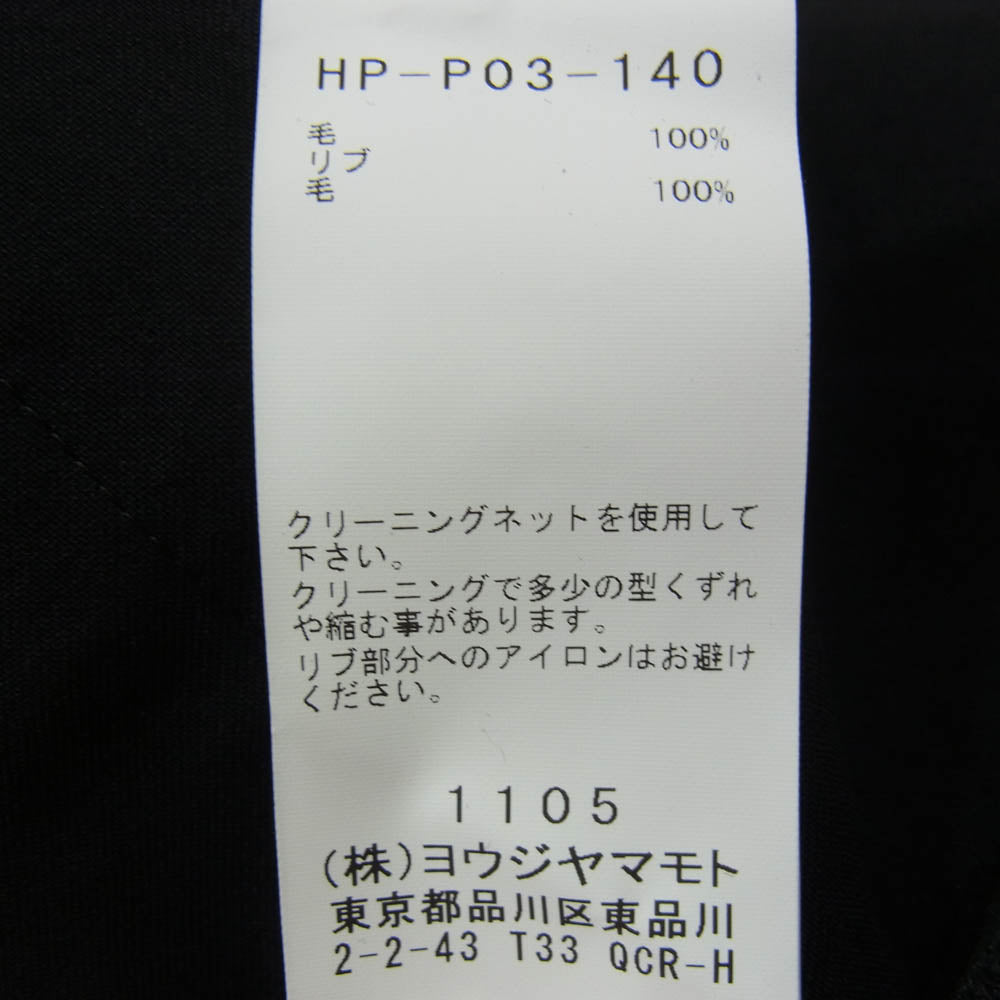 HP-P03-140
毛 100%
リブ
毛 100%
クリーニングネットを使用して
下さい。
クリーニングで多少の型くずれ
や縮む事があります。
リブ部分へのアイロンはお避け
ください。
1105
(株)ヨウジヤマモト
東京都品川区東品川
2-2-43 T33 QCR-H